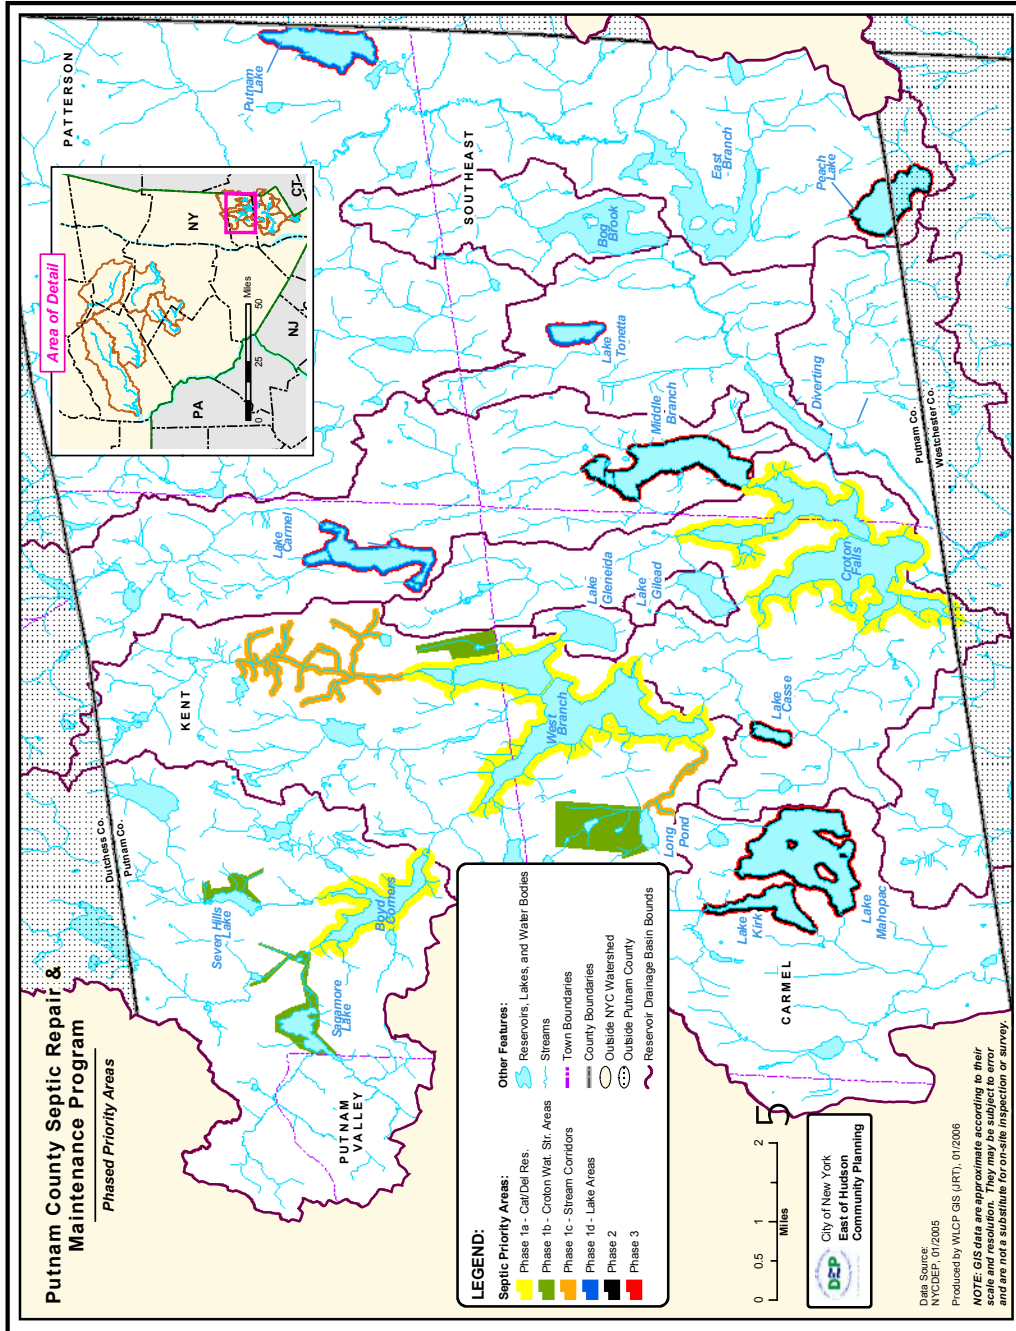 Putnam County Septic Repair &
Maintenance Program
Phased Priority Areas
Area of Detail
NY
CT
PA
NJ
0
25
50
Miles
PATTERSON
Putnam
Lake
SOUTHEAST
East
Branch
Bog
Brook
Peach
Lake
Lake
Tonetta
Middle
Branch
Diverting
Putnam Co.
Westchester Co.
Lake
Carmel
Lake
Gleneida
Lake
Gilead
Croton
Falls
KENT
West
Branch
Lake
Casse
Dutchess Co.
Putnam Co.
Long
Pond
Seven Hills
Lake
Boyd
Corners
Sagamore
Lake
Lake
Kirk
Lake
Mahopac
CARMEL
PUTNAM
VALLEY
LEGEND:
Septic Priority Areas:
Phase 1a - Cat/Del Res.
Phase 1b - Croton Wat. Str. Areas
Phase 1c - Stream Corridors
Phase 1d - Lake Areas
Phase 2
Phase 3
Other Features:
Reservoirs, Lakes, and Water Bodies
Streams
Town Boundaries
County Boundaries
Outside NYC Watershed
Outside Putnam County
Reservoir Drainage Basin Bounds
0
0.5
1
2
Miles
5
DEP
City of New York
East of Hudson
Community Planning
Data Source:
NYCDEP, 01/2005
Produced by WLCP GIS (JRT), 01/2006
NOTE: GIS data are approximate according to their
scale and resolution. They may be subject to error
and are not a substitute for on-site inspection or survey.